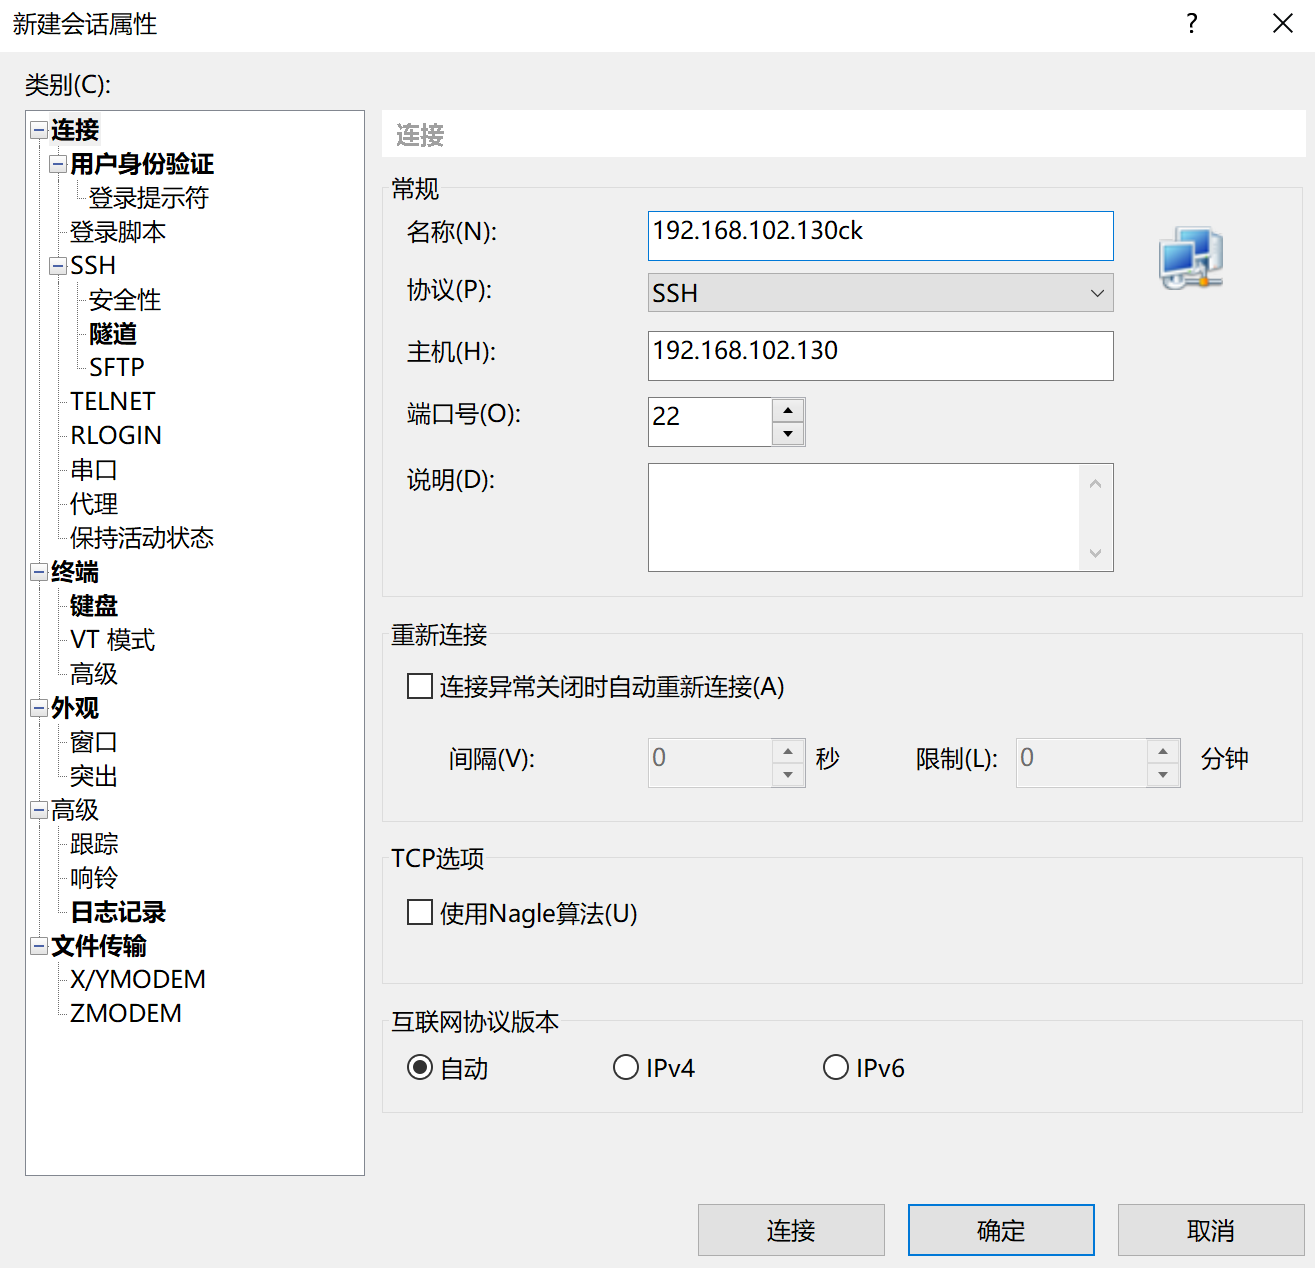 新建会话属性
?
类别(C):
连接
用户身份验证
登录提示符
登录脚本
SSH
安全性
隧道
SFTP
TELNET
RLOGIN
串口
代理
保持活动状态
终端
键盘
VT 模式
高级
外观
窗口
突出
高级
跟踪
响铃
日志记录
文件传输
X/YMODEM
ZMODEM
连接
常规
名称(N): 192.168.102.130ck
协议(P): SSH
主机(H): 192.168.102.130
端口号(O): 22
说明(D):
重新连接
连接异常关闭时自动重新连接(A)
间隔(V): 0 秒 限制(L): 0 分钟
TCP选项
使用Nagle算法(U)
互联网协议版本
自动 IPv4 IPv6
连接 确定 取消